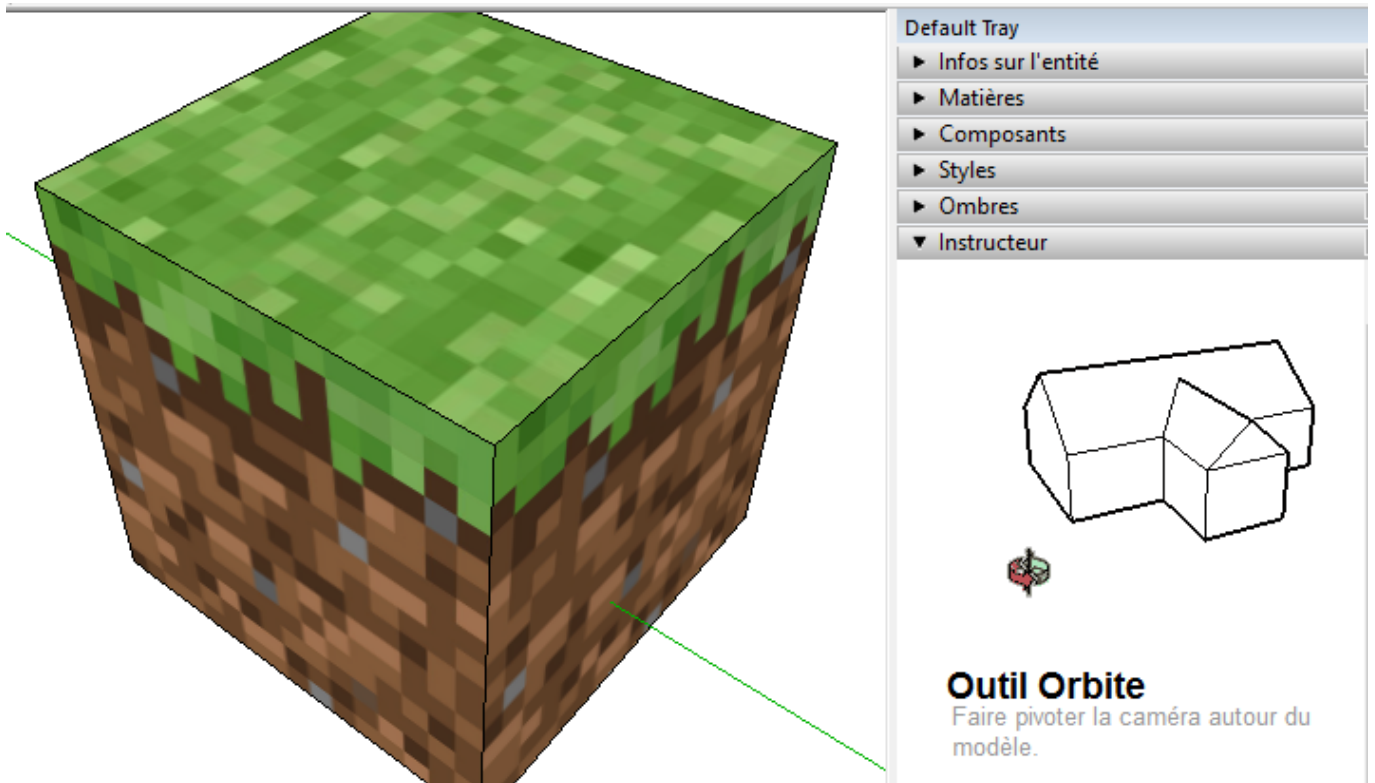 Default Tray
Infos sur l'entité
Matières
Composants
Styles
Ombres
Instructeur
Outil Orbite
Faire pivoter la caméra autour du
modèle.